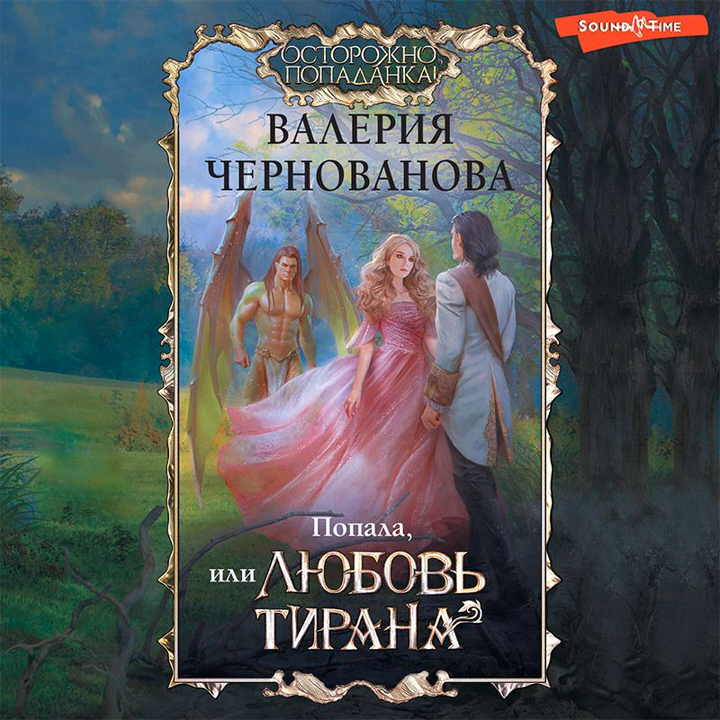 SOUND TIME
ОСТОРОЖНО,
ПОПАДАНКА!
ВАЛЕРИЯ
ЧЕРНОВАНОВА
Попала,
или ЛЮБОВЬ
ТИРАНА